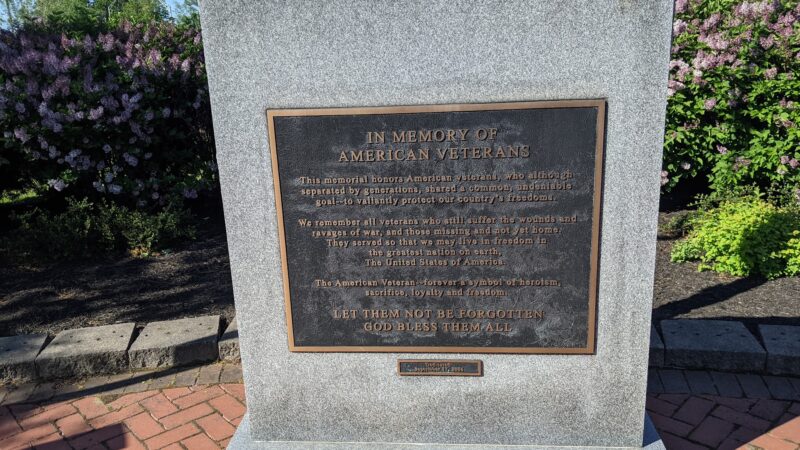 IN MEMORY OF
AMERICAN VETERANS
This memorial honors American veterans, who although
separated by generations, shared a common, undeniable
goal--to valiantly protect our country's freedoms.
We remember all veterans who still suffer the wounds and
ravages of war, and those missing and not yet home.
They served so that we may live in freedom in
the greatest nation on earth,
The United States of America.
The American Veteran--forever a symbol of heroism,
sacrifice, loyalty and freedom.
LET THEM NOT BE FORGOTTEN
GOD BLESS THEM ALL
September